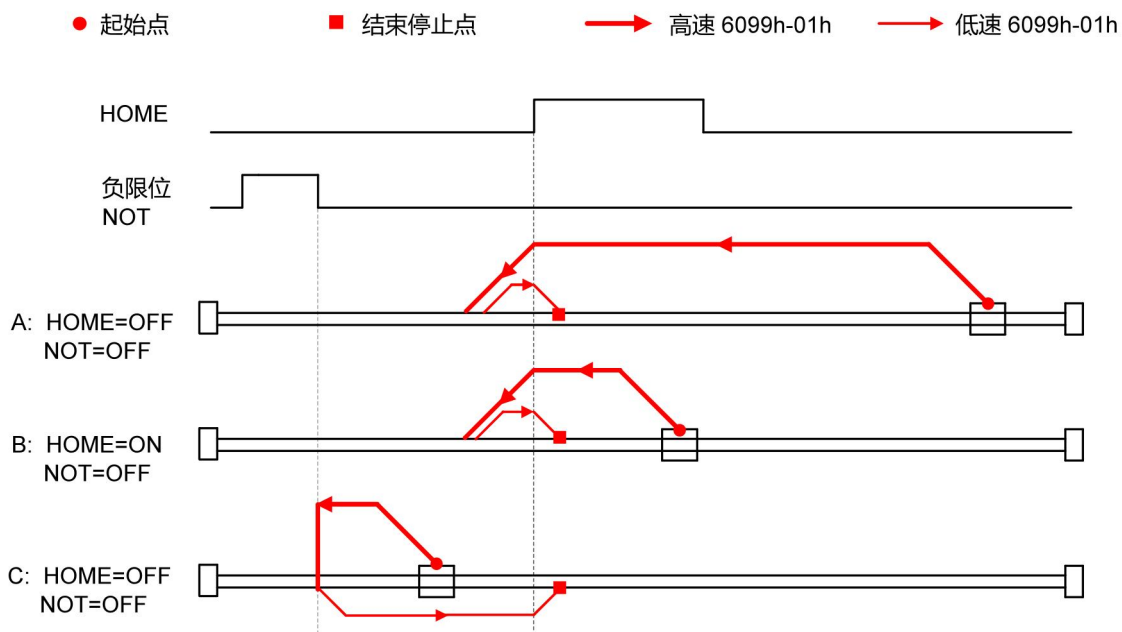 起始点
结束停止点
高速 6099h-01h
低速 6099h-01h
HOME
负限位
NOT
A: HOME=OFF
NOT=OFF
B: HOME=ON
NOT=OFF
C: HOME=OFF
NOT=OFF